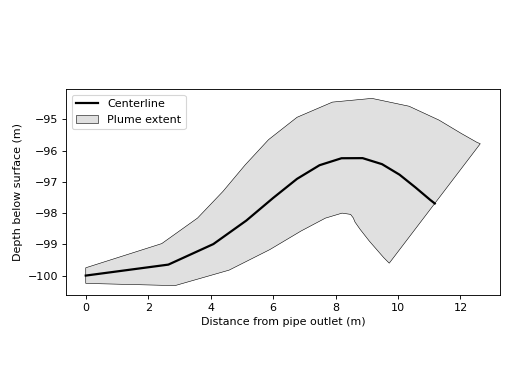 Centerline
Plume extent
Depth below surface (m)
−95
−96
−97
−98
−99
−100
0 2 4 6 8 10 12
Distance from pipe outlet (m)